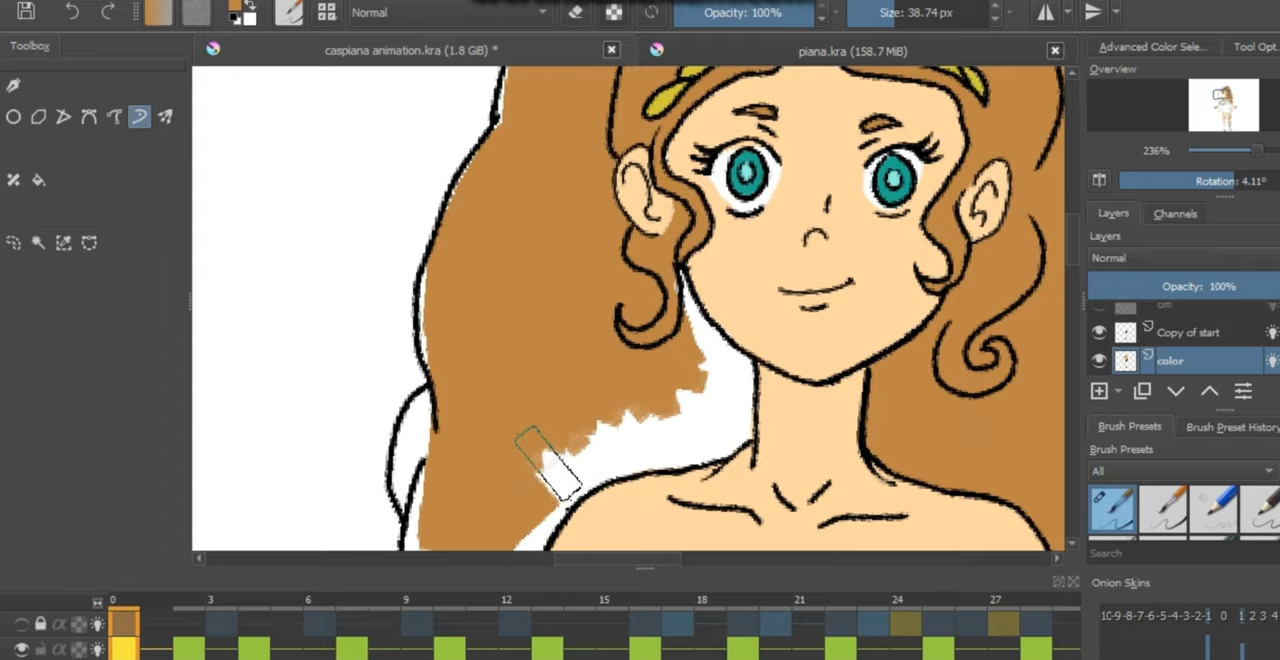 Normal
Opacity: 100%
Size: 38.74 px
Toolbox
caspiana animation.kra (1.8 GiB) *
piana.kra (158.7 MiB)
Advanced Color Sele...
Tool Opt.
Overview
236%
Rotation: 4.11°
Layers
Channels
Layers
Normal
Opacity: 100%
om
Copy of start
color
Brush Presets
Brush Preset History
Brush Presets
All
Search
Onion Skins
0
3
6
9
12
15
18
21
24
27
10-9-8-7-6-5-4-3-2-1 0 1 2 3 4